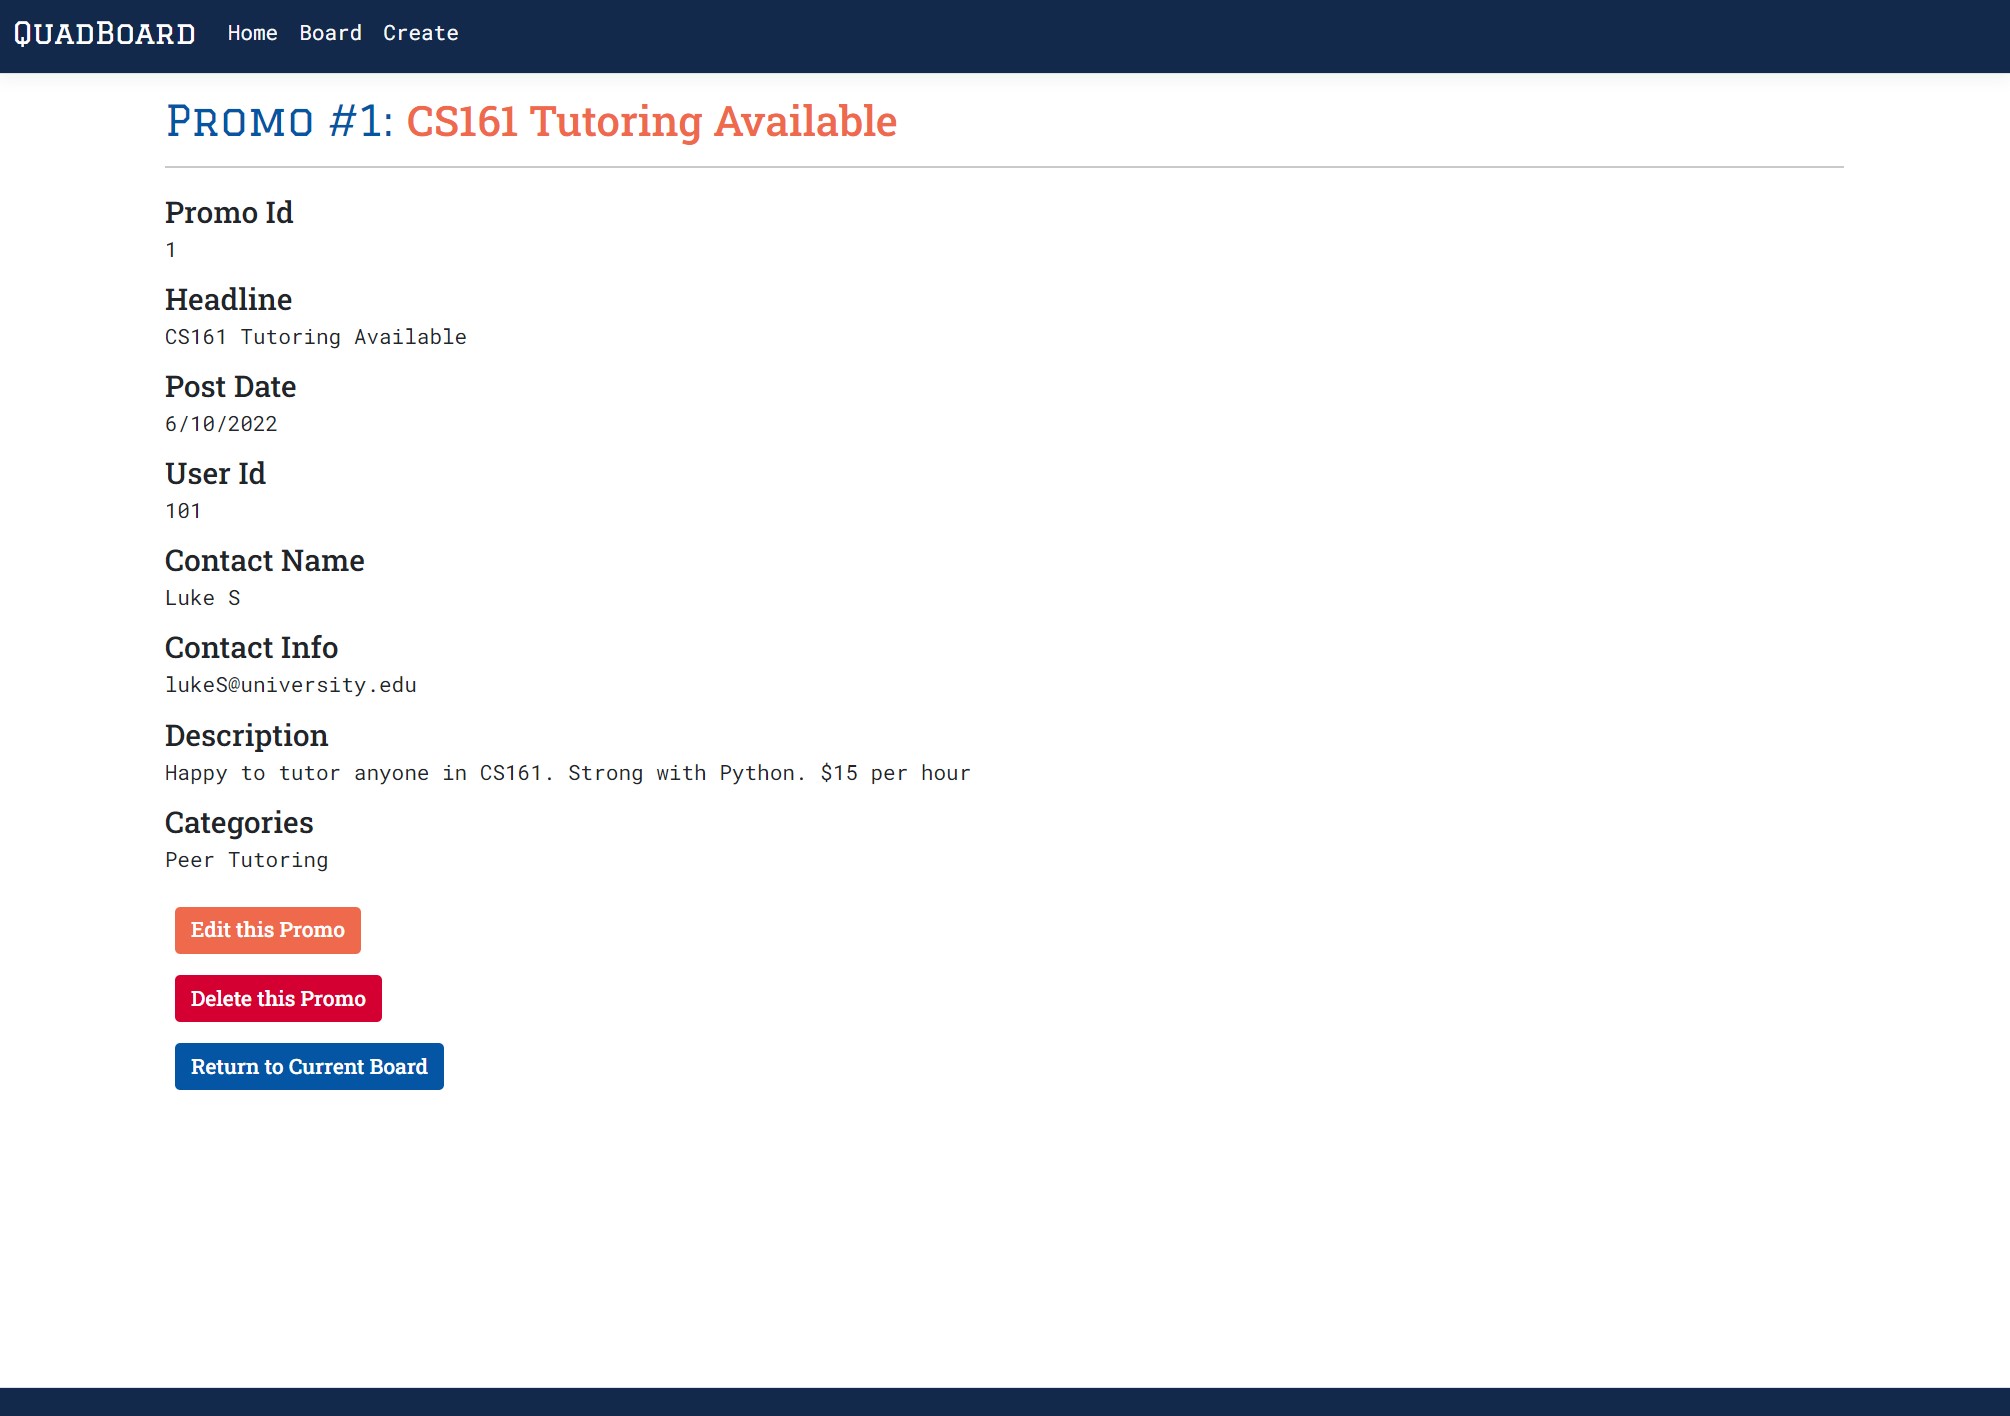 QuadBoard Home Board Create
Promo #1: CS161 Tutoring Available
Promo Id
1
Headline
CS161 Tutoring Available
Post Date
6/10/2022
User Id
101
Contact Name
Luke S
Contact Info
lukeS@university.edu
Description
Happy to tutor anyone in CS161. Strong with Python. $15 per hour
Categories
Peer Tutoring
Edit this Promo
Delete this Promo
Return to Current Board